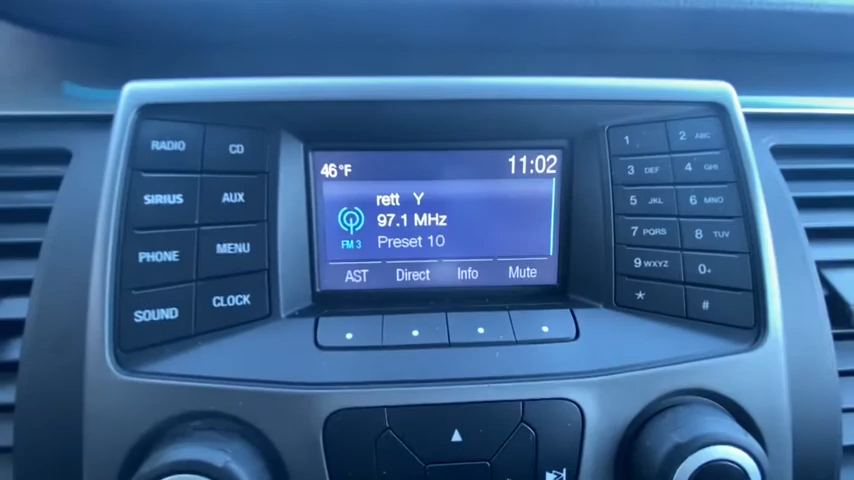 RADIO CD
SIRIUS AUX
PHONE MENU
SOUND CLOCK
46°F 11:02
rett Y
97.1 MHz
FM 3 Preset 10
AST Direct Info Mute
1 2 ABC
3 DEF 4 GHI
5 JKL 6 MNO
7 PQRS 8 TUV
9 WXYZ 0+
* #